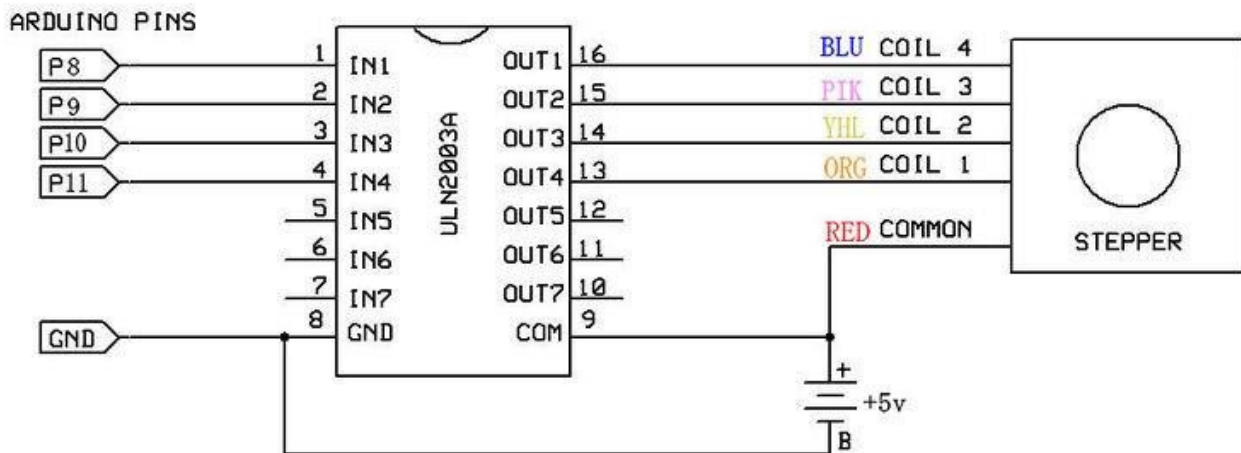 ARDUINO PINS
P8 1 IN1 OUT1 16 BLU COIL 4
P9 2 IN2 OUT2 15 PIK COIL 3
P10 3 IN3 OUT3 14 YHL COIL 2
P11 4 IN4 OUT4 13 ORG COIL 1
5 IN5 OUT5 12
6 IN6 OUT6 11
7 IN7 OUT7 10
GND 8 GND COM 9
ULN2003A
RED COMMON
STEPPER
+
+5v
B